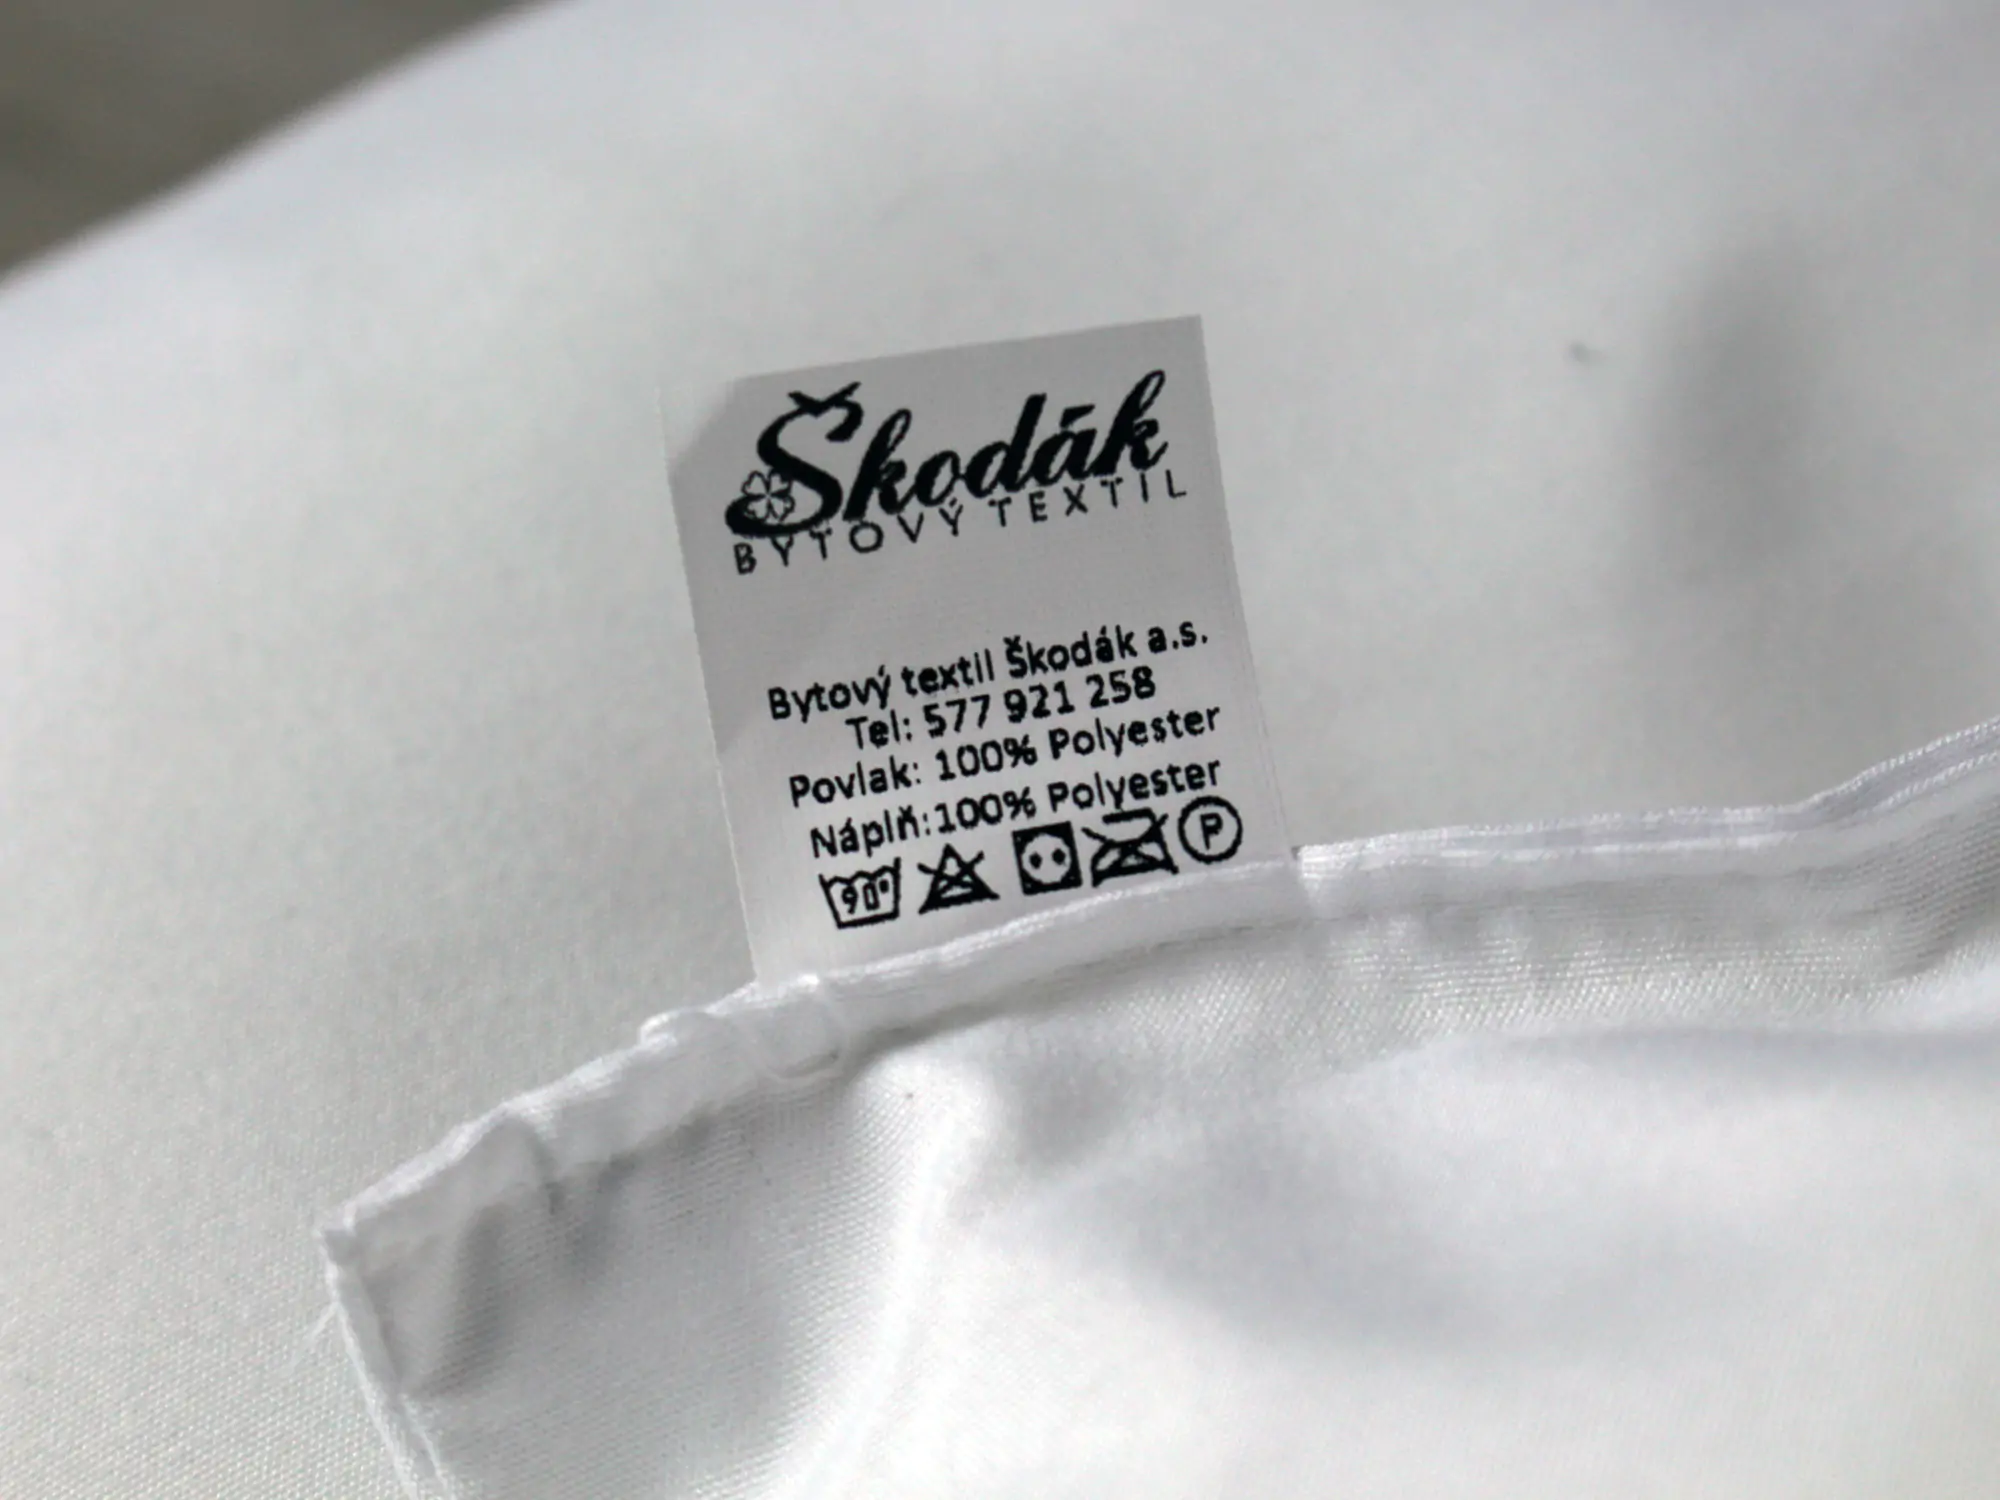 Škodák
BYTOVÝ TEXTIL
Bytový textil Škodák a.s.
Tel: 577 921 258
Povlak: 100% Polyester
Náplň:100% Polyester
90° P